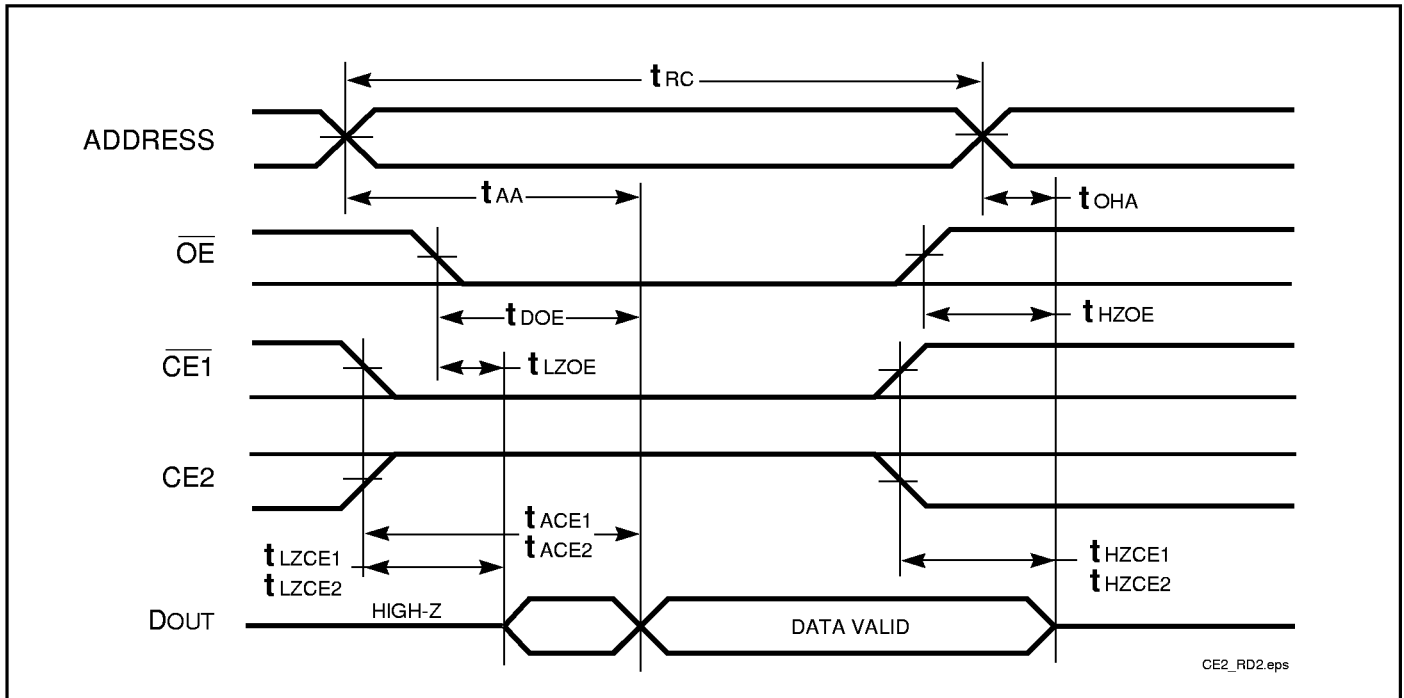 tRC
ADDRESS
tAA
tOHA
OE
tDOE
tHZOE
CE1
tLZOE
CE2
tACE1
tACE2
tLZCE1
tLZCE2
tHZCE1
tHZCE2
DOUT
HIGH-Z
DATA VALID
CE2_RD2.eps